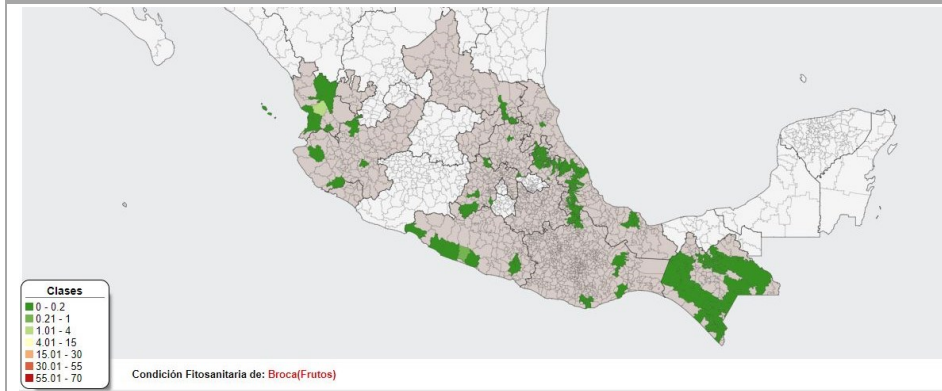 Clases
0 - 0.2
0.21 - 1
1.01 - 4
4.01 - 15
15.01 - 30
30.01 - 55
55.01 - 70
Condición Fitosanitaria de: Broca(Frutos)